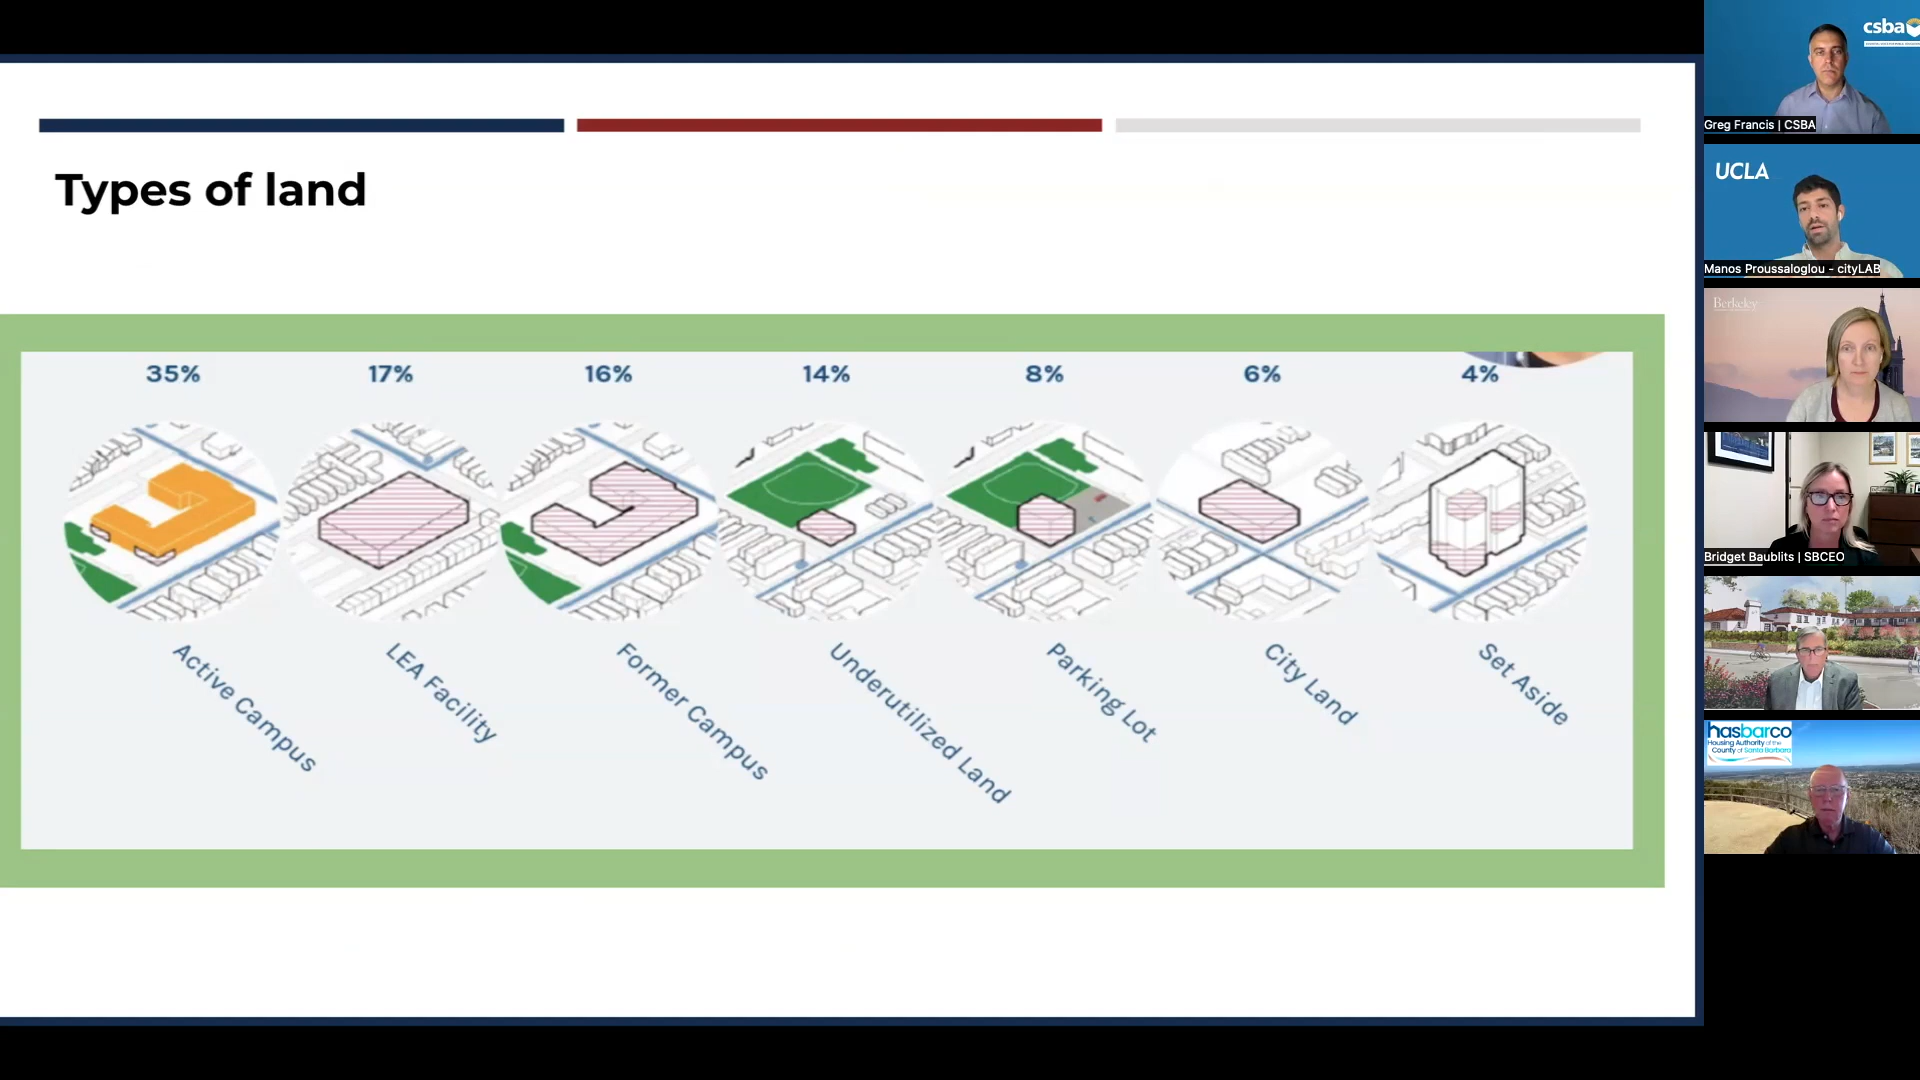 Types of land
35%
17%
16%
14%
8%
6%
4%
Active Campus
LEA Facility
Former Campus
Underutilized Land
Parking Lot
City Land
Set Aside
csba
Greg Francis | CSBA
UCLA
Manos Proussaloglou - cityLAB
Berkeley
Bridget Baublits | SBCEO
hasbarco
Housing Authority of the
County of Santa Barbara